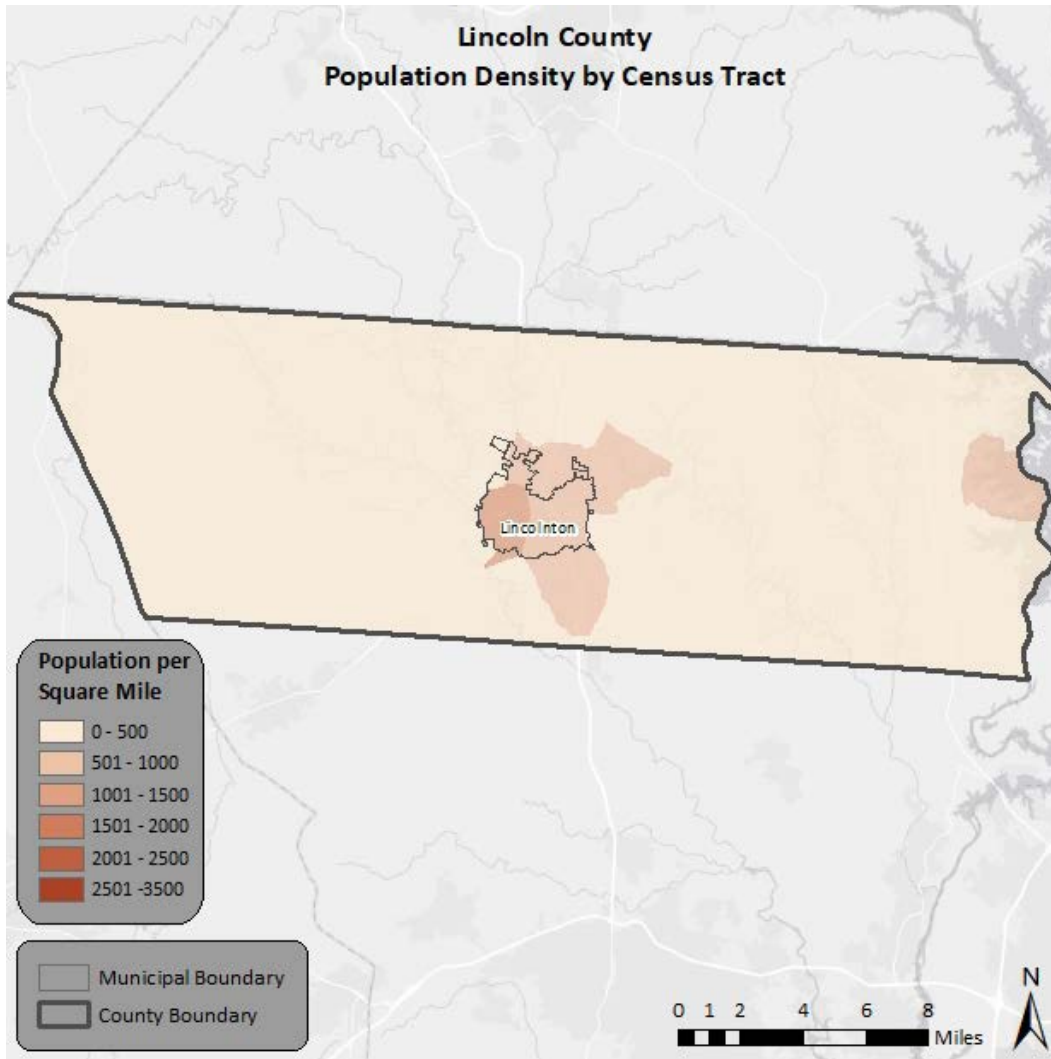 Lincoln County
Population Density by Census Tract
Lincolnton
Population per
Square Mile
0 - 500
501 - 1000
1001 - 1500
1501 - 2000
2001 - 2500
2501 -3500
Municipal Boundary
County Boundary
0 1 2 4 6 8
Miles
N